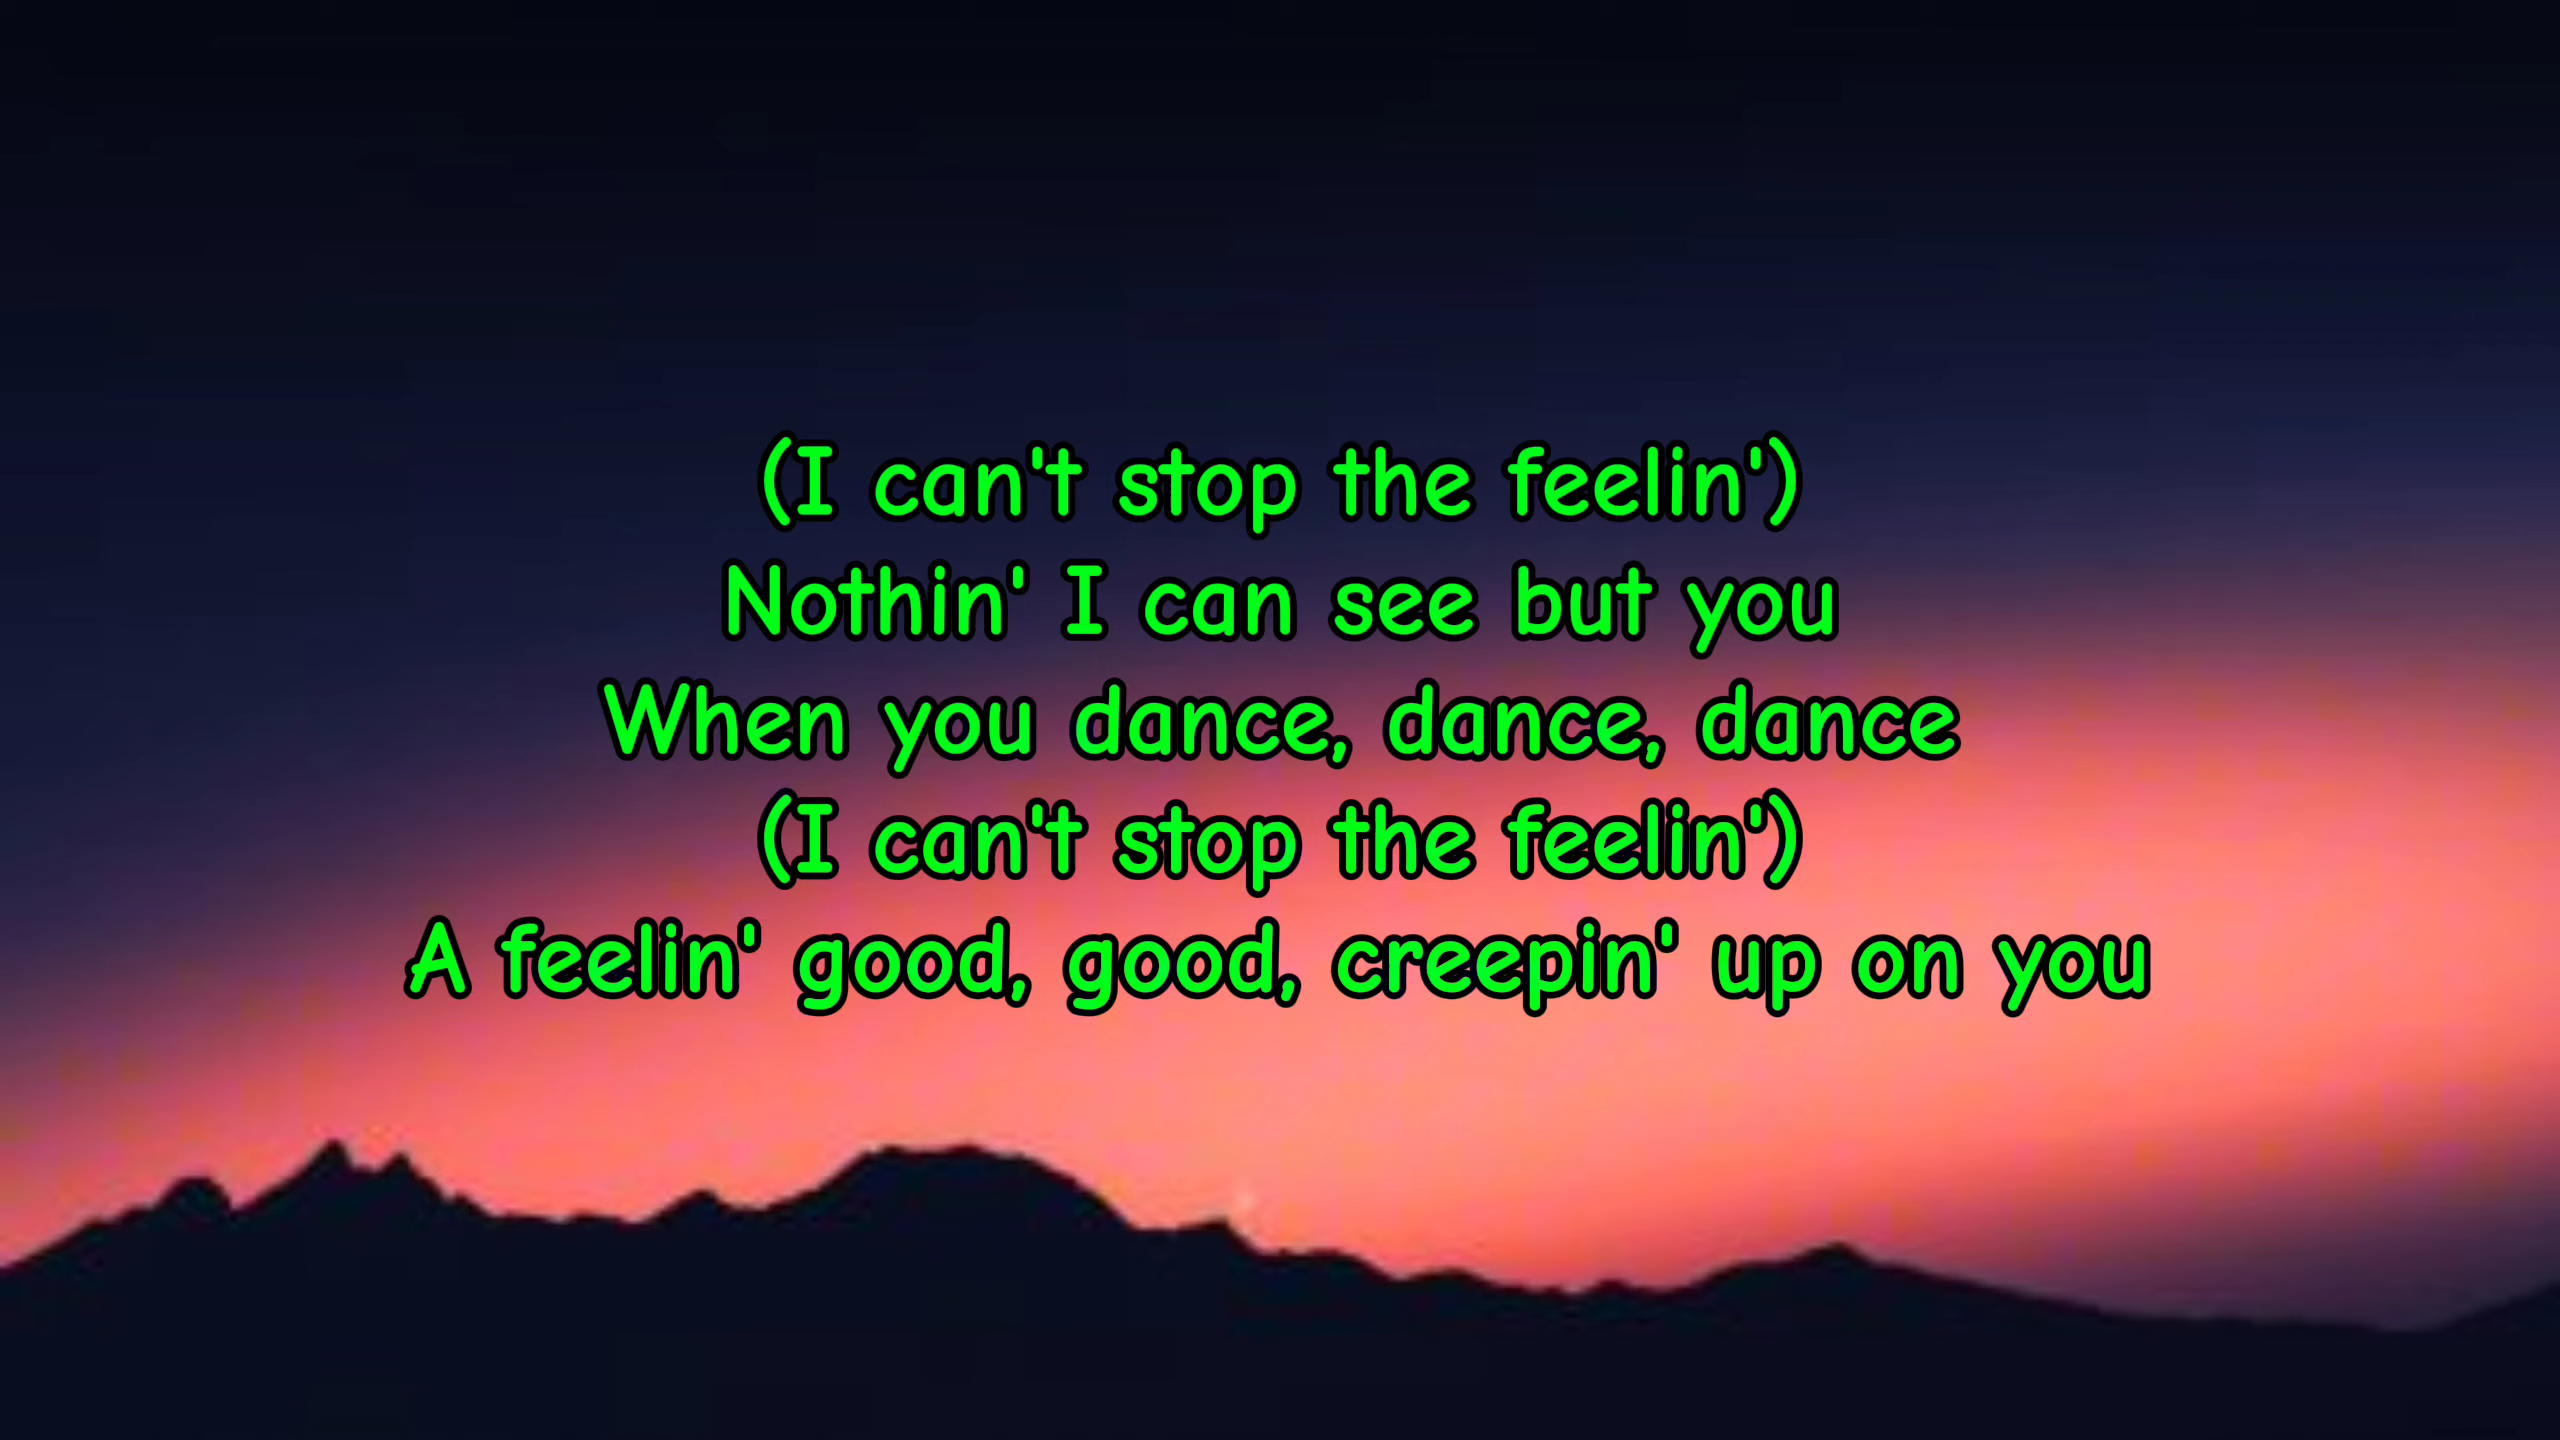 (I can't stop the feelin')
Nothin' I can see but you
When you dance, dance, dance
(I can't stop the feelin')
A feelin' good, good, creepin' up on you